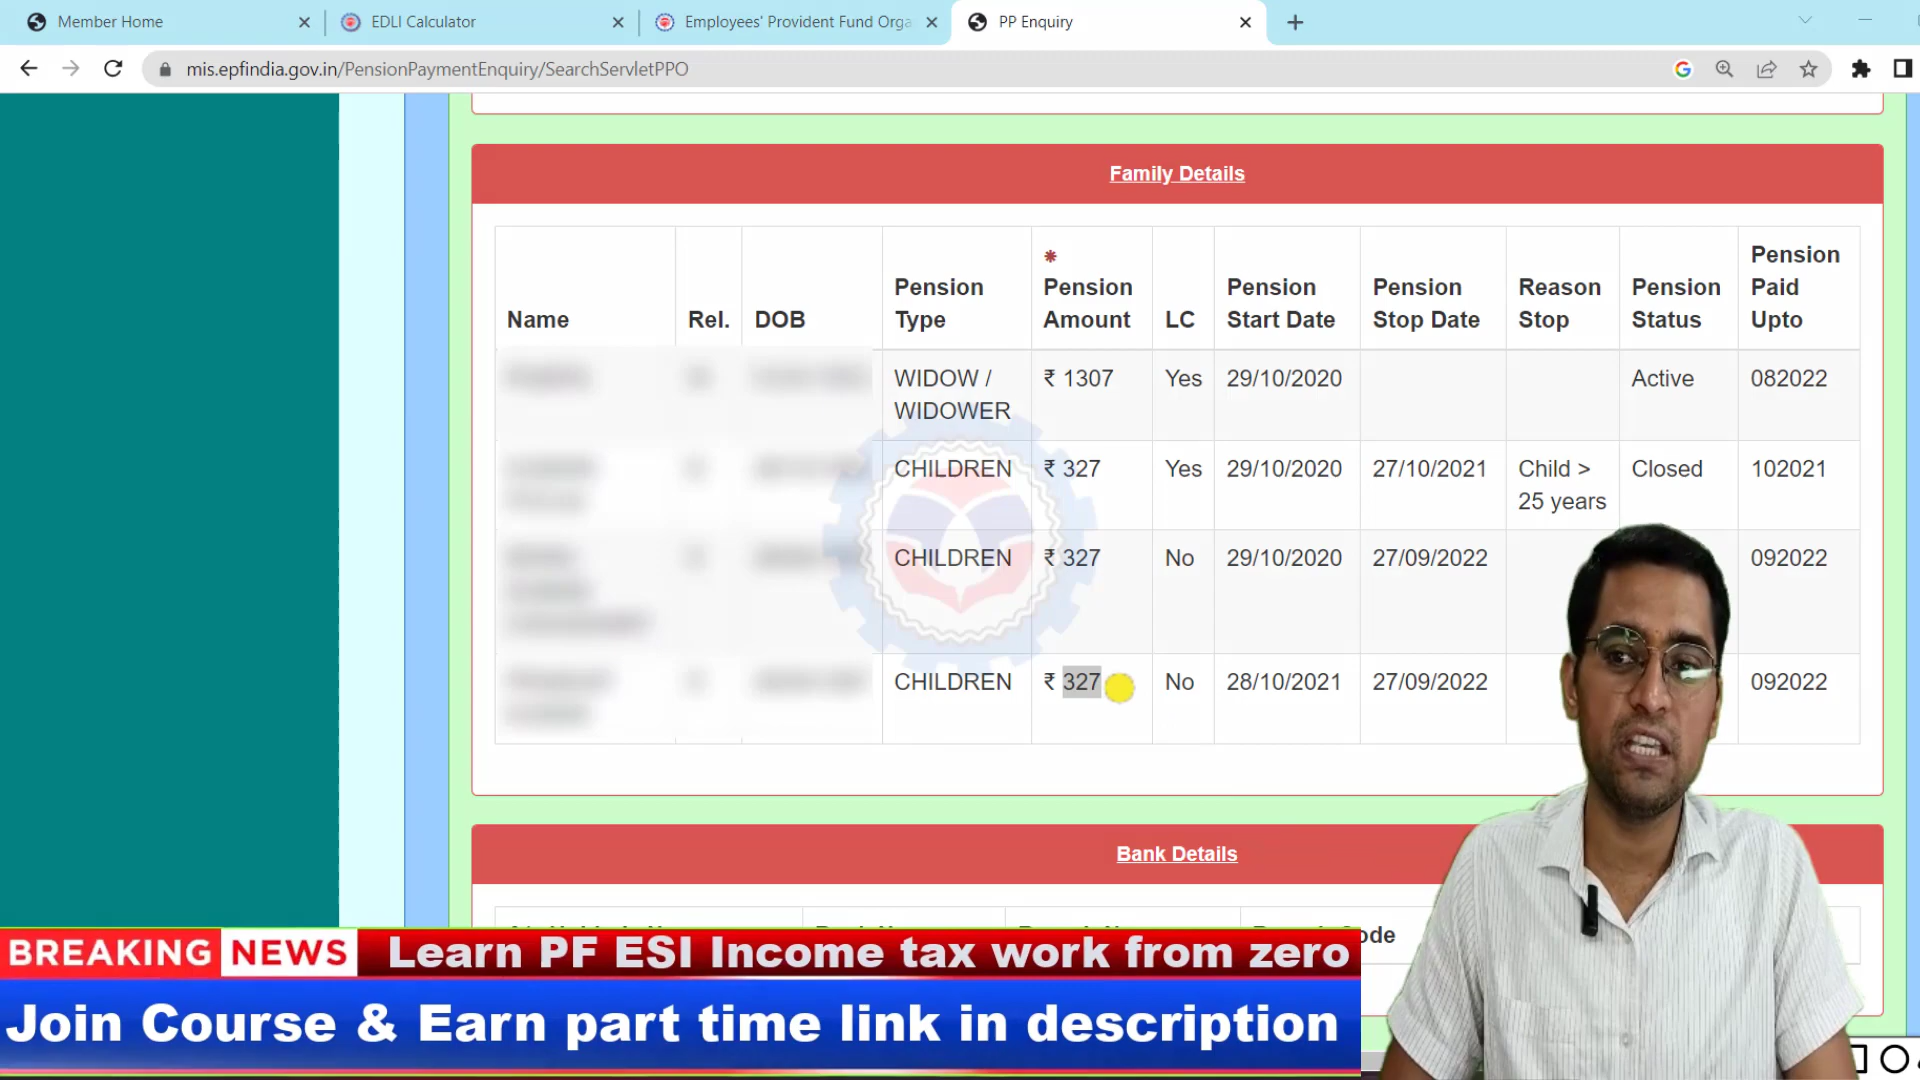 Member Home
EDLI Calculator
Employees' Provident Fund Orga
PP Enquiry
mis.epfindia.gov.in/PensionPaymentEnquiry/SearchServletPPO
Family Details
Name Rel. DOB Pension Type * Pension Amount LC Pension Start Date Pension Stop Date Reason Stop Pension Status Pension Paid Upto
WIDOW / WIDOWER ₹ 1307 Yes 29/10/2020 Active 082022
CHILDREN ₹ 327 Yes 29/10/2020 27/10/2021 Child > 25 years Closed 102021
CHILDREN ₹ 327 No 29/10/2020 27/09/2022 092022
CHILDREN ₹ 327 No 28/10/2021 27/09/2022 092022
Bank Details
BREAKING NEWS Learn PF ESI Income tax work from zero
Join Course & Earn part time link in description